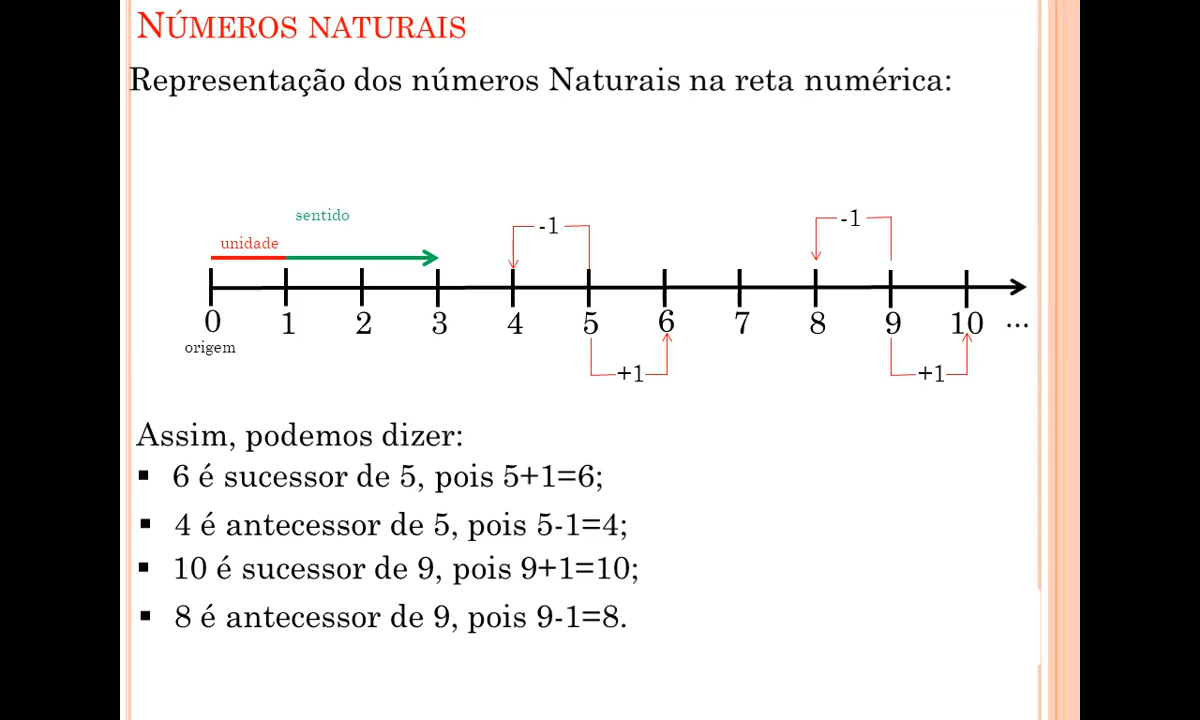 NÚMEROS NATURAIS
Representação dos números Naturais na reta numérica:
sentido
-1
-1
unidade
0 1 2 3 4 5 6 7 8 9 10 ...
origem
+1
+1
Assim, podemos dizer:
▪ 6 é sucessor de 5, pois 5+1=6;
▪ 4 é antecessor de 5, pois 5-1=4;
▪ 10 é sucessor de 9, pois 9+1=10;
▪ 8 é antecessor de 9, pois 9-1=8.